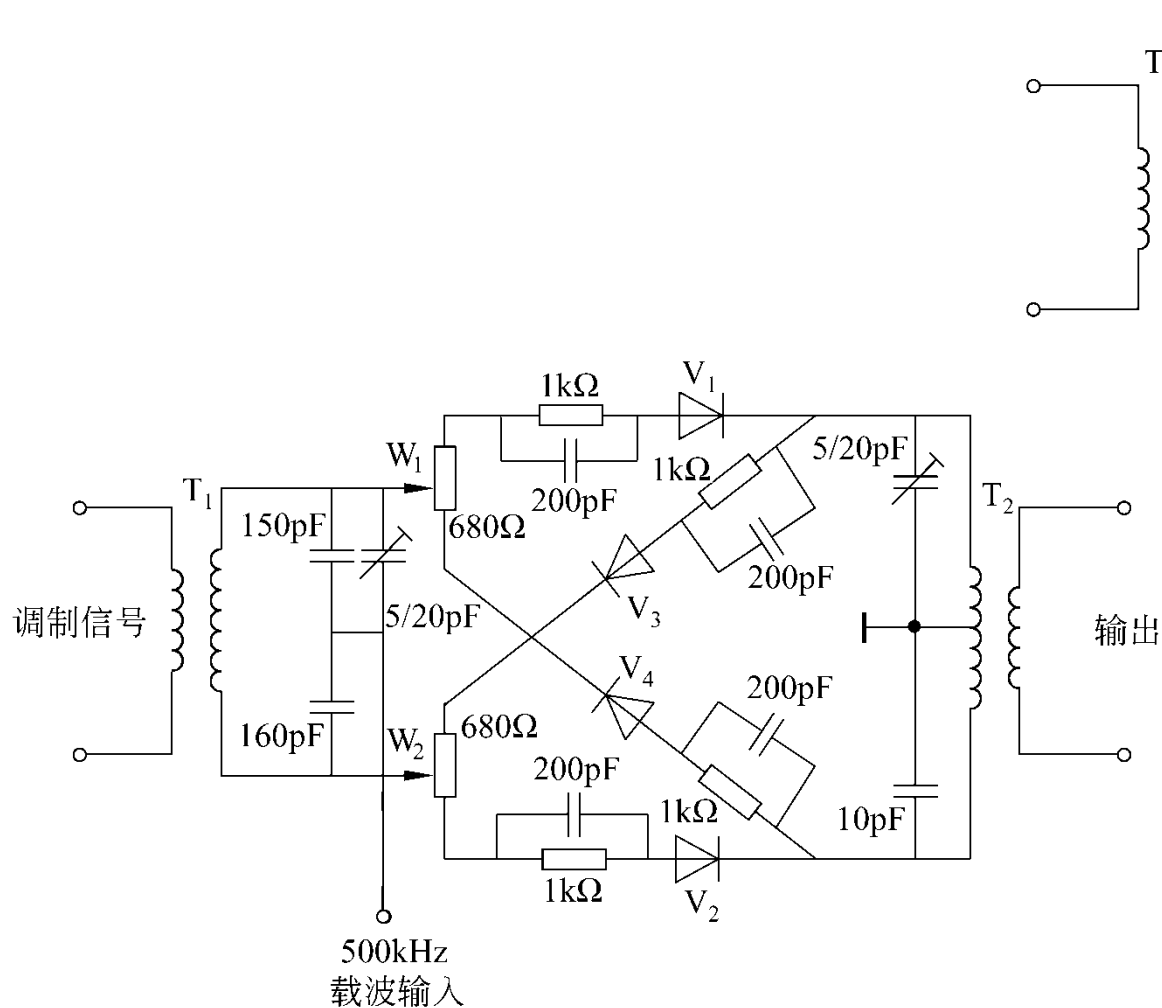 T
1kΩ
V₁
W₁
200pF
1kΩ
5/20pF
T₁
150pF
680Ω
200pF
T₂
调制信号
5/20pF
V₃
输出
V₄
200pF
160pF
W₂
680Ω
200pF
1kΩ
10pF
1kΩ
V₂
500kHz
载波输入